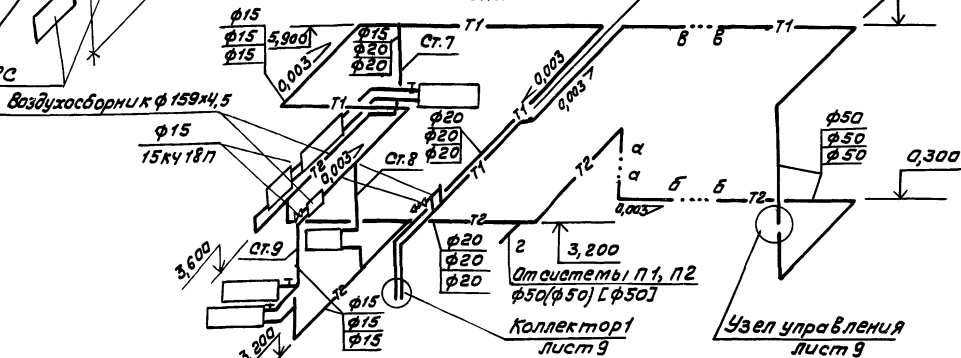 ф15
ф15
ф15
5,900
0,003
ф15
ф20
ф20
Ст.7
Т1
0,003
0,003
в в
Т1
РС
Воздухосборник ф159х4,5
Т1
ф15
15кч18п
Т2
0,003
Ст.8
ф20
ф20
ф20
Т1
Т1
Т2
а
а
ф50
ф50
ф50
0,300
0,003
б б
Т2
Т2
3,600
Ст.9
ф20
ф20
ф20
2
3,200
От системы П1, П2
ф50(ф50) [ф50]
Т2
ф15
ф15
ф15
3,200
Коллектор1
лист 9
Узел управления
лист 9